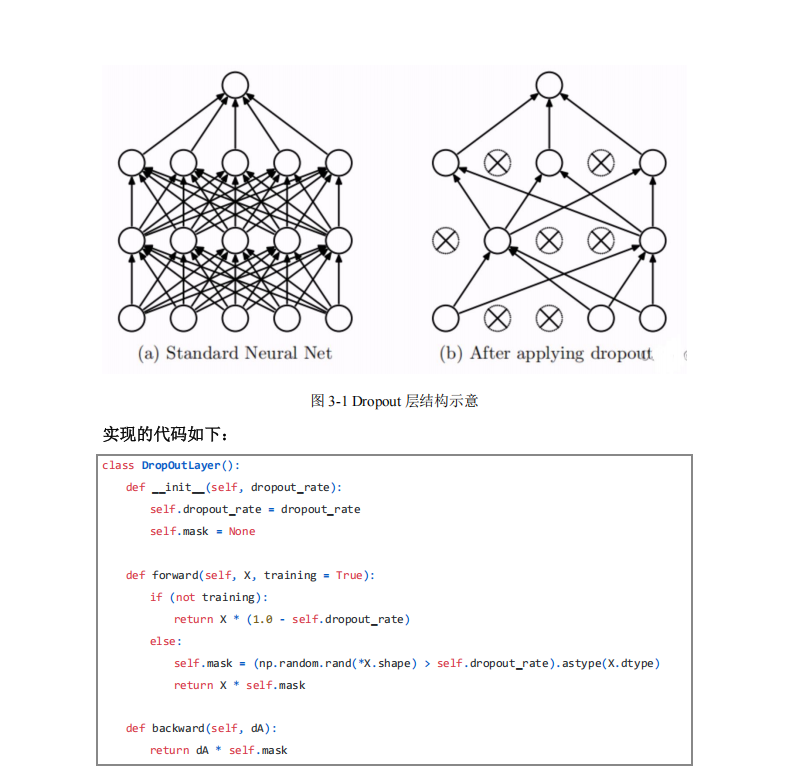 (a) Standard Neural Net
(b) After applying dropout
图 3-1 Dropout 层结构示意
实现的代码如下：
class DropOutLayer():
    def __init__(self, dropout_rate):
        self.dropout_rate = dropout_rate
        self.mask = None
    def forward(self, X, training = True):
        if (not training):
            return X * (1.0 - self.dropout_rate)
        else:
            self.mask = (np.random.rand(*X.shape) > self.dropout_rate).astype(X.dtype)
            return X * self.mask
    def backward(self, dA):
        return dA * self.mask